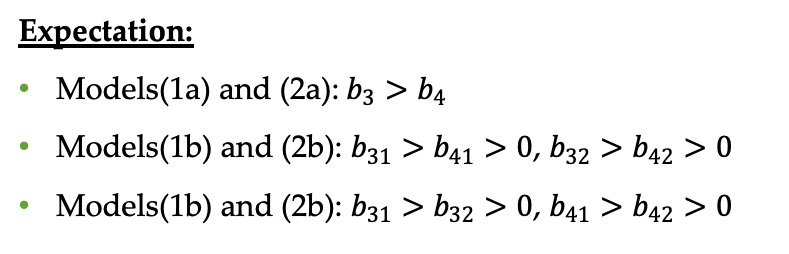 Expectation:
• Models(1a) and (2a): b₃ > b₄
• Models(1b) and (2b): b₃₁ > b₄₁ > 0, b₃₂ > b₄₂ > 0
• Models(1b) and (2b): b₃₁ > b₃₂ > 0, b₄₁ > b₄₂ > 0